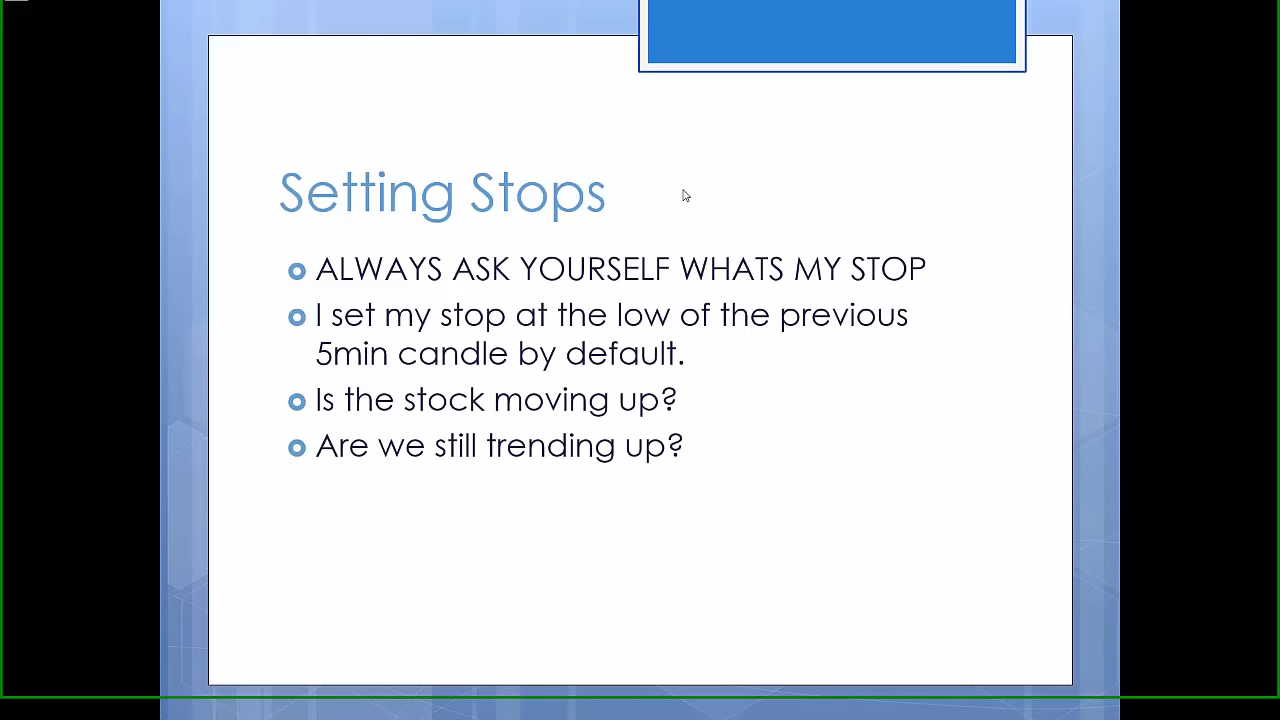 Setting Stops
ALWAYS ASK YOURSELF WHATS MY STOP
I set my stop at the low of the previous
5min candle by default.
Is the stock moving up?
Are we still trending up?